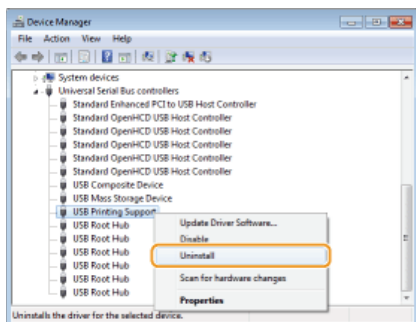 Device Manager
File Action View Help
System devices
Universal Serial Bus controllers
Standard Enhanced PCI to USB Host Controller
Standard OpenHCD USB Host Controller
Standard OpenHCD USB Host Controller
Standard OpenHCD USB Host Controller
Standard OpenHCD USB Host Controller
Standard OpenHCD USB Host Controller
USB Composite Device
USB Mass Storage Device
USB Printing Support
USB Root Hub
USB Root Hub
USB Root Hub
USB Root Hub
USB Root Hub
USB Root Hub
Update Driver Software...
Disable
Uninstall
Scan for hardware changes
Properties
Uninstalls the driver for the selected device.